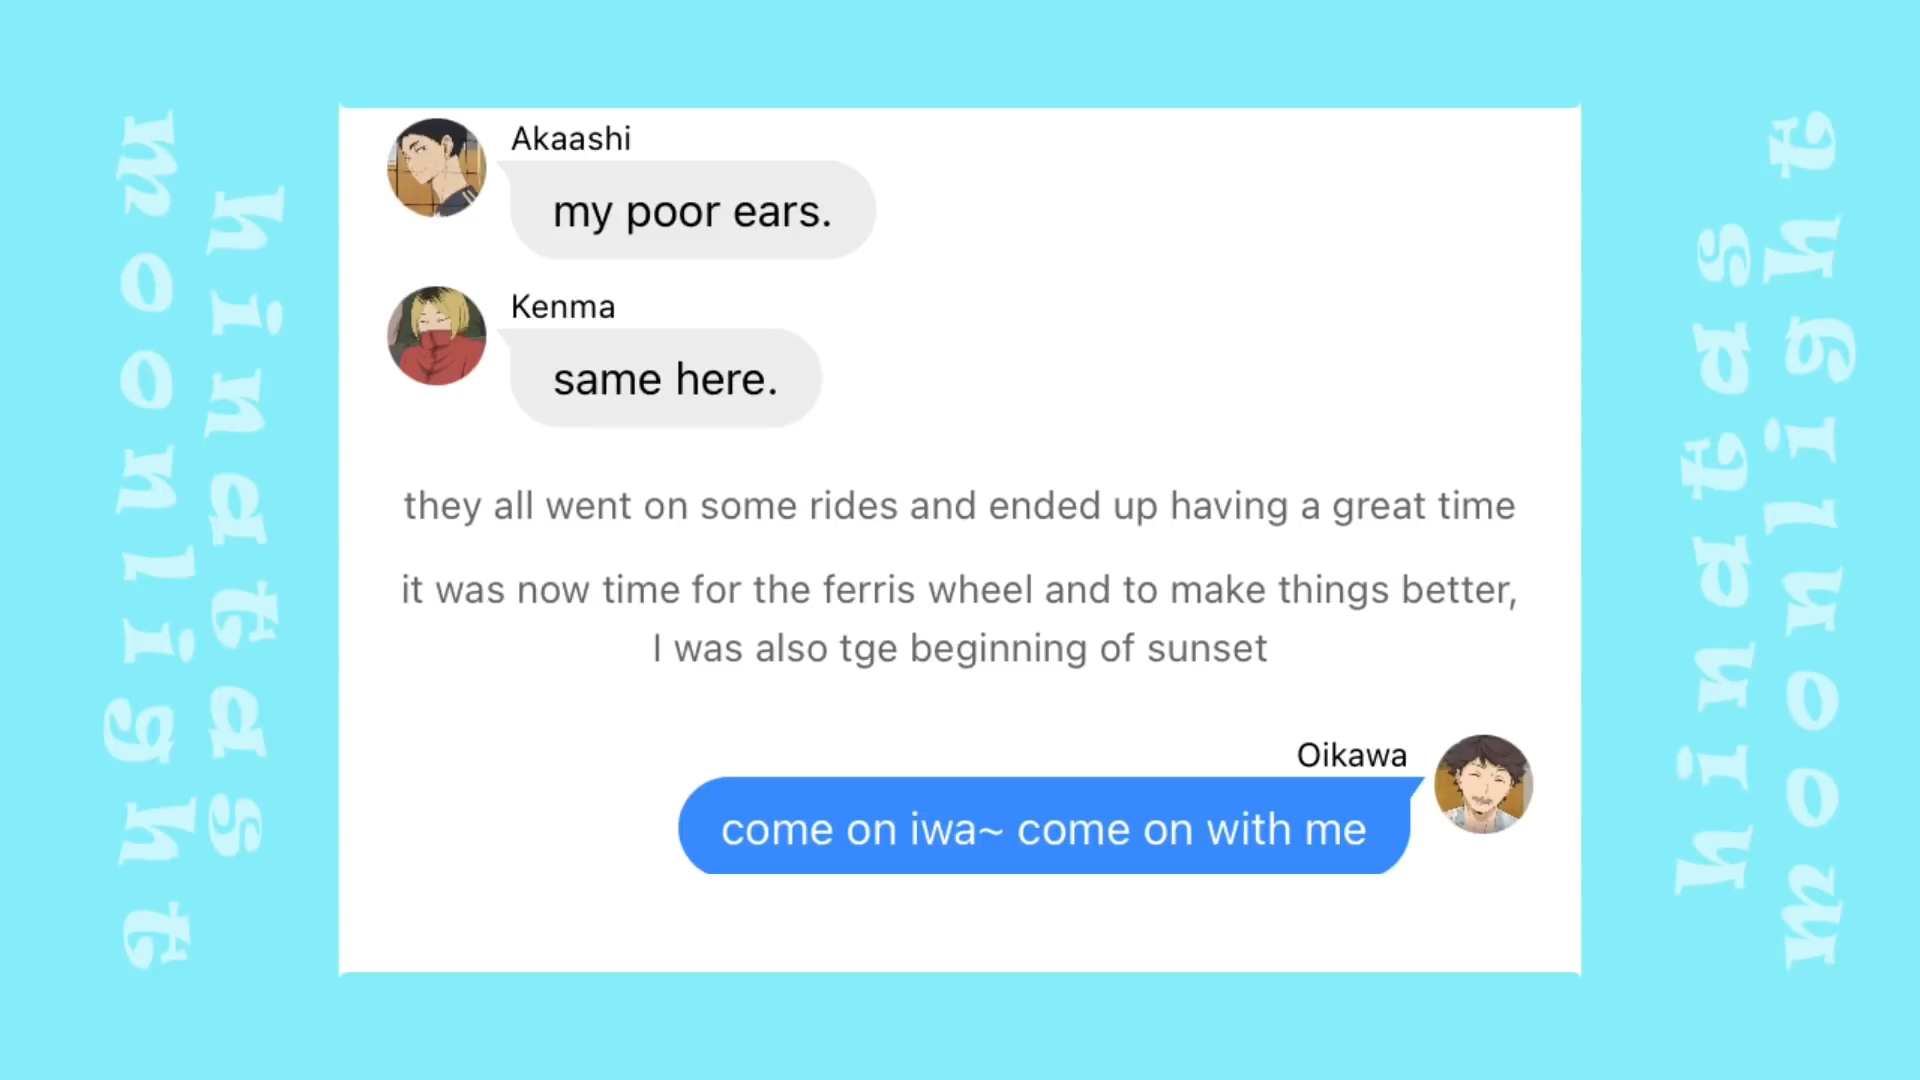 hinatas
moonlight
Akaashi
my poor ears.
Kenma
same here.
they all went on some rides and ended up having a great time
it was now time for the ferris wheel and to make things better,
I was also tge beginning of sunset
Oikawa
come on iwa~ come on with me
hinatas
moonlight